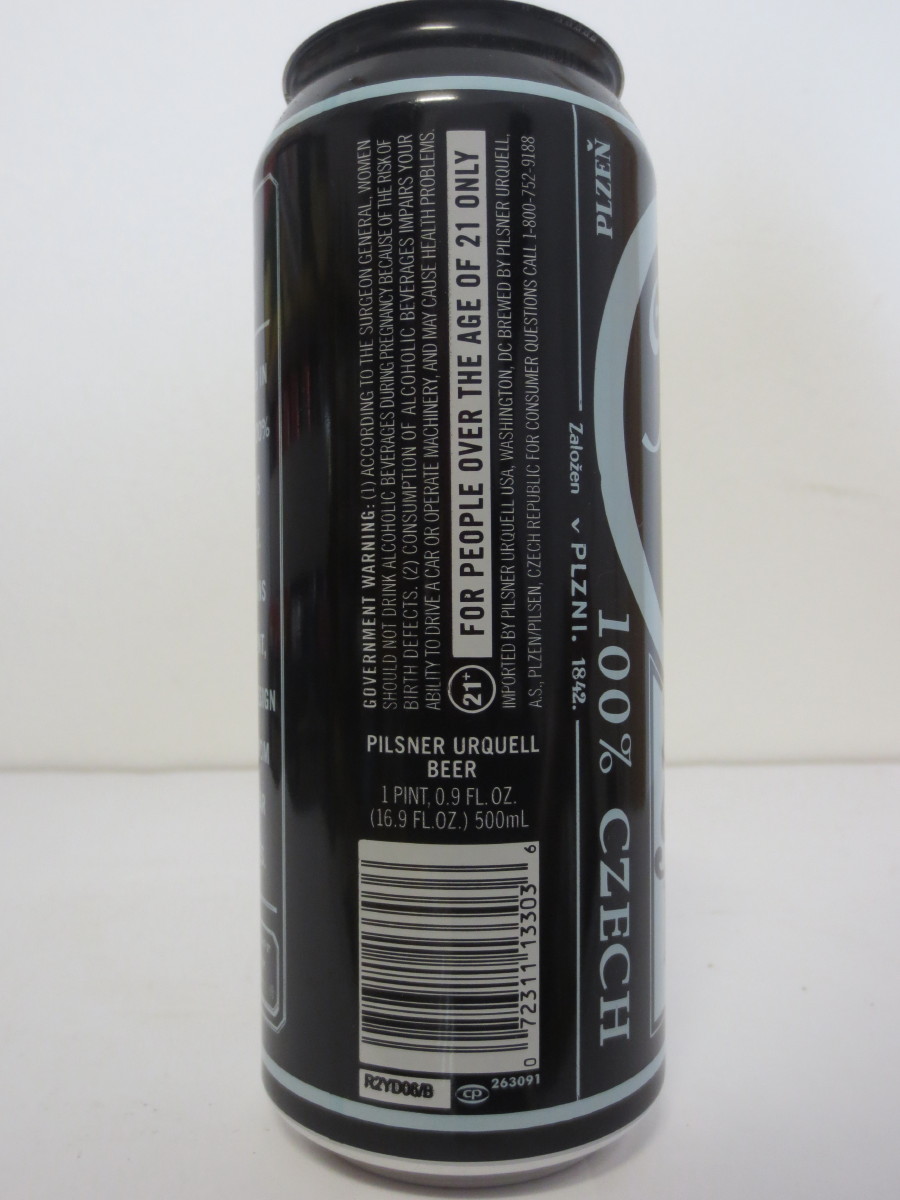 GOVERNMENT WARNING: (1) ACCORDING TO THE SURGEON GENERAL, WOMEN
SHOULD NOT DRINK ALCOHOLIC BEVERAGES DURING PREGNANCY BECAUSE OF THE RISK OF
BIRTH DEFECTS. (2) CONSUMPTION OF ALCOHOLIC BEVERAGES IMPAIRS YOUR
ABILITY TO DRIVE A CAR OR OPERATE MACHINERY, AND MAY CAUSE HEALTH PROBLEMS.
21+ FOR PEOPLE OVER THE AGE OF 21 ONLY
IMPORTED BY PILSNER URQUELL USA, WASHINGTON, DC BREWED BY PILSNER URQUELL,
A.S., PLZEN/PILSEN, CZECH REPUBLIC FOR CONSUMER QUESTIONS CALL 1-800-752-9188
PILSNER URQUELL
BEER
1 PINT, 0.9 FL. OZ.
(16.9 FL.OZ.) 500mL
0 72311 13303 6
R2YD06/B
CP 263091
Založen v PLZNI. 1842.
PLZEŇ
100% CZECH